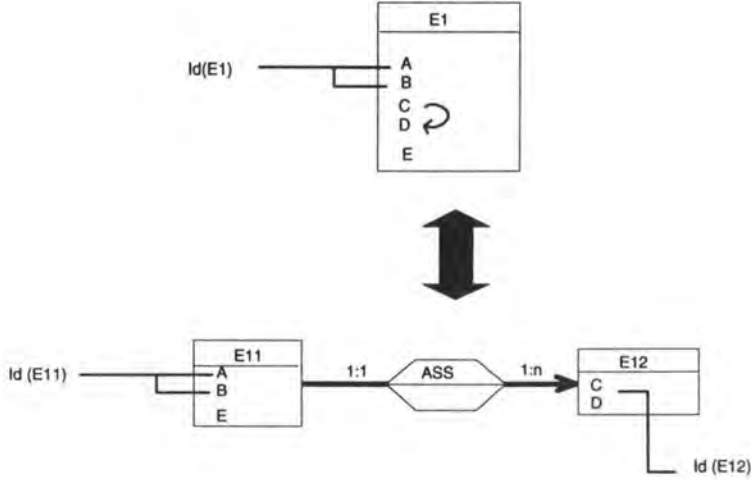 E1
Id(E1)
A
B
C
D
E
E11
Id (E11)
A
B
E
1:1
ASS
1:n
E12
C
D
Id (E12)